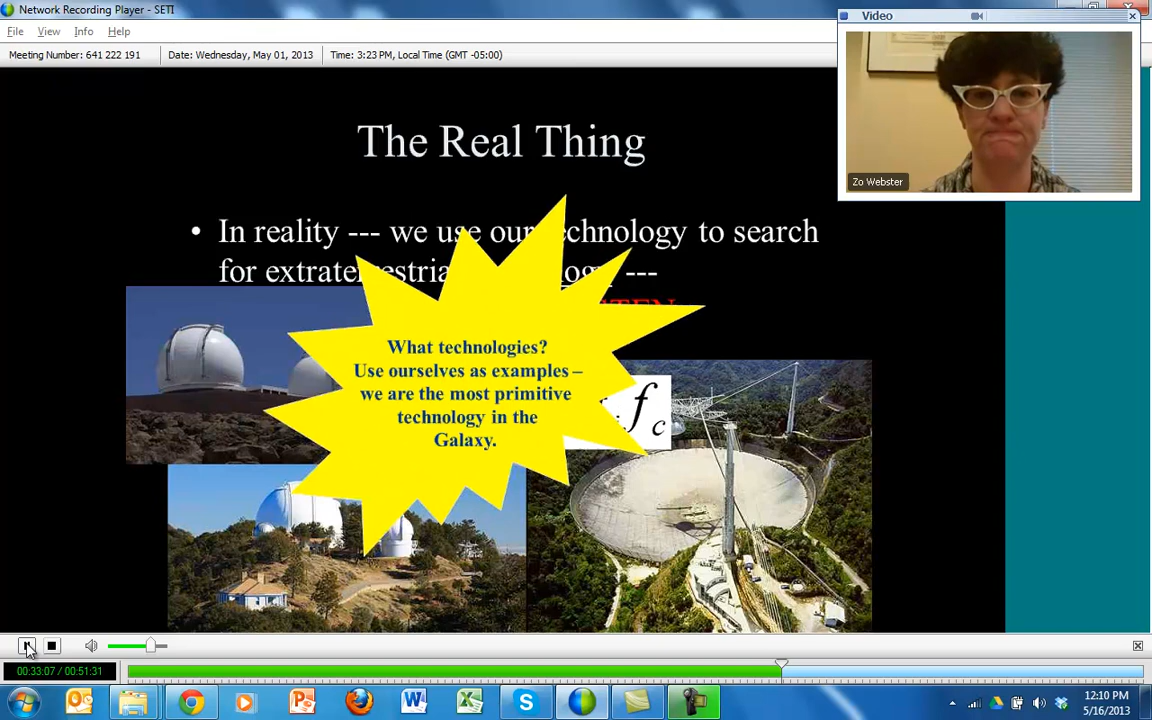 Network Recording Player - SETI
Video
File View Info Help
Meeting Number: 641 222 191 Date: Wednesday, May 01, 2013 Time: 3:23 PM, Local Time (GMT -05:00)
Zo Webster
The Real Thing
• In reality --- we use our technology to search
for ---
What technologies?
Use ourselves as examples –
we are the most primitive
technology in the
Galaxy.
f c
00:33:07 / 00:51:31
12:10 PM
5/16/2013